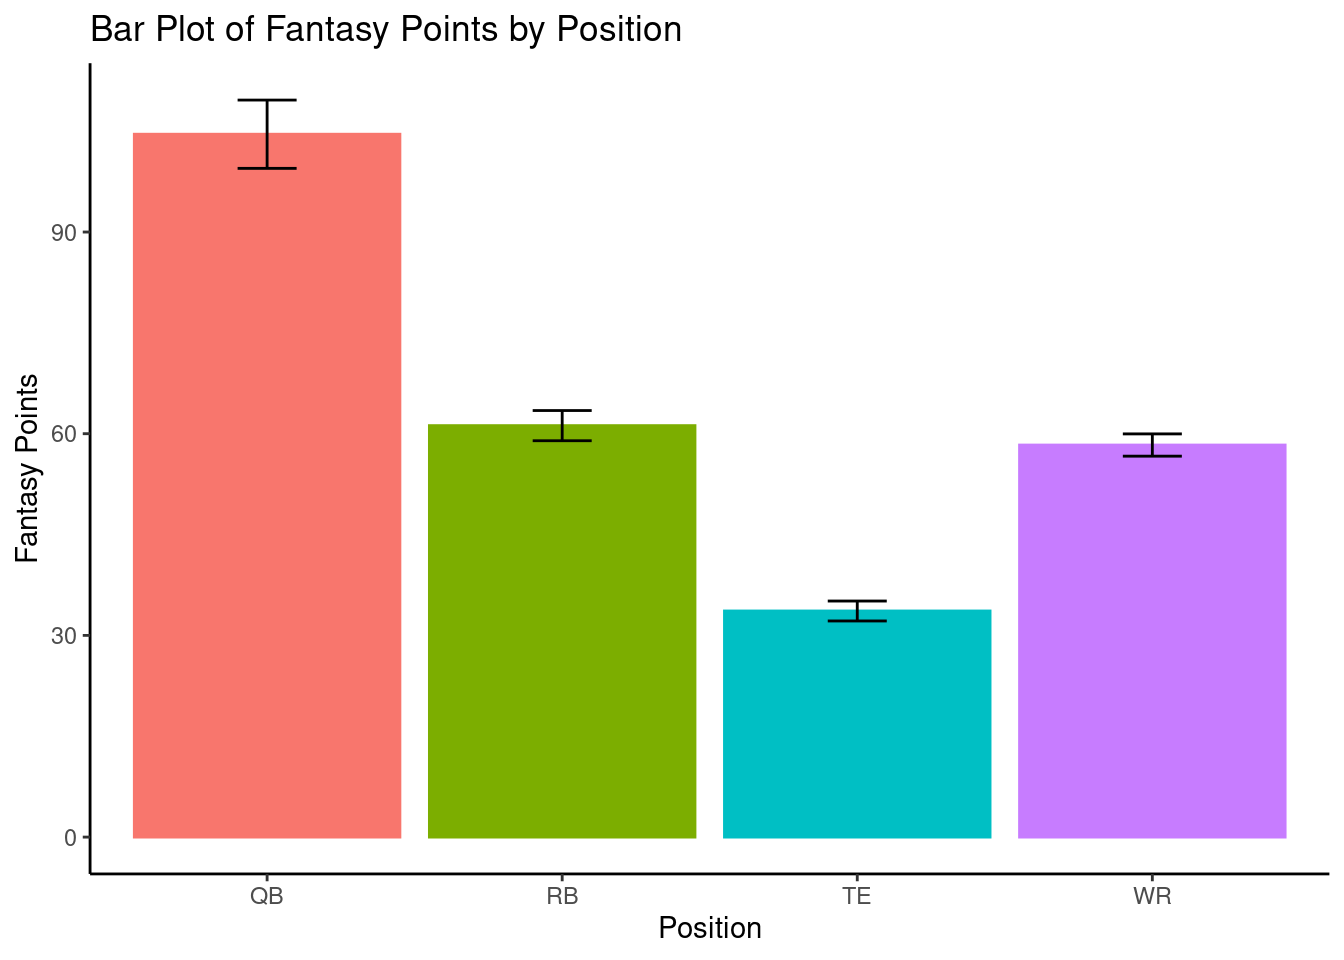 Bar Plot of Fantasy Points by Position
Fantasy Points
90
60
30
0
QB RB TE WR
Position